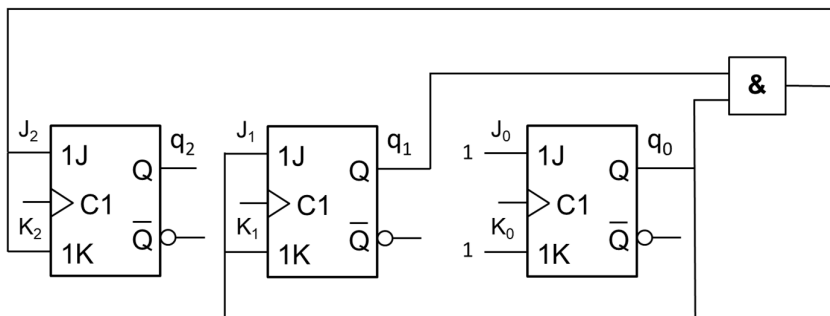 &
J₂
1J
Q
q₂
C1
K₂
1K
Q̅
J₁
1J
Q
q₁
C1
K₁
1K
Q̅
J₀
1
1J
Q
q₀
C1
K₀
1
1K
Q̅